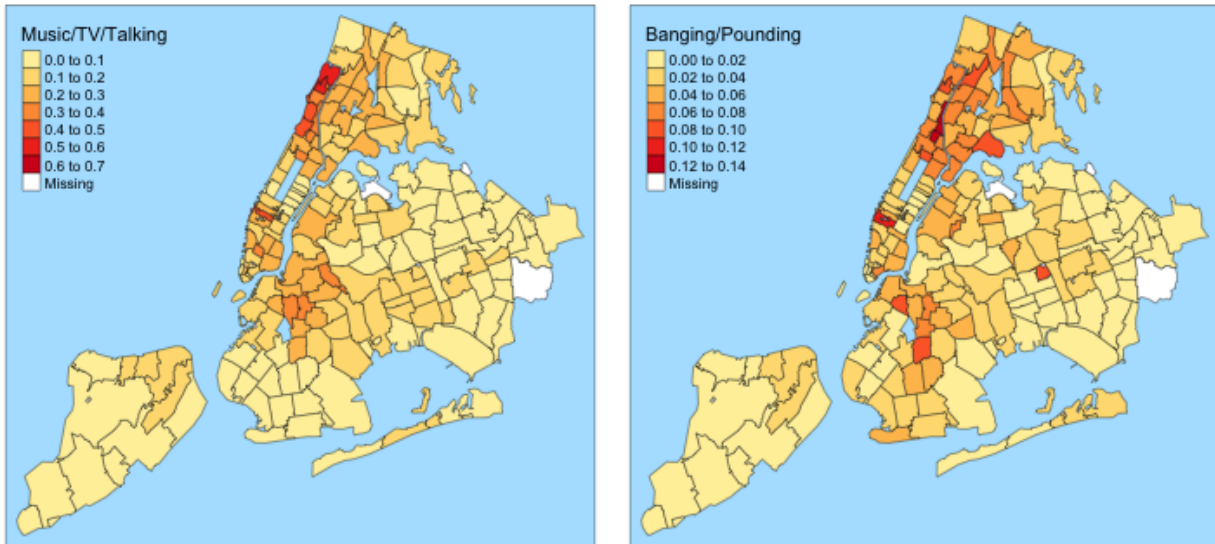 Music/TV/Talking
0.0 to 0.1
0.1 to 0.2
0.2 to 0.3
0.3 to 0.4
0.4 to 0.5
0.5 to 0.6
0.6 to 0.7
Missing
Banging/Pounding
0.00 to 0.02
0.02 to 0.04
0.04 to 0.06
0.06 to 0.08
0.08 to 0.10
0.10 to 0.12
0.12 to 0.14
Missing